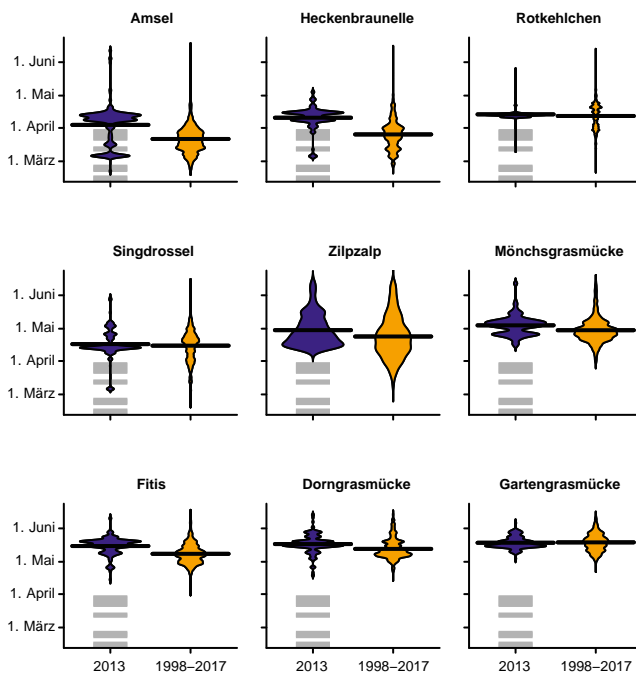 Amsel Heckenbraunelle Rotkehlchen
1. Juni
1. Mai
1. April
1. März
Singdrossel Zilpzalp Mönchsgrasmücke
1. Juni
1. Mai
1. April
1. März
Fitis Dorngrasmücke Gartengrasmücke
1. Juni
1. Mai
1. April
1. März
2013 1998–2017 2013 1998–2017 2013 1998–2017